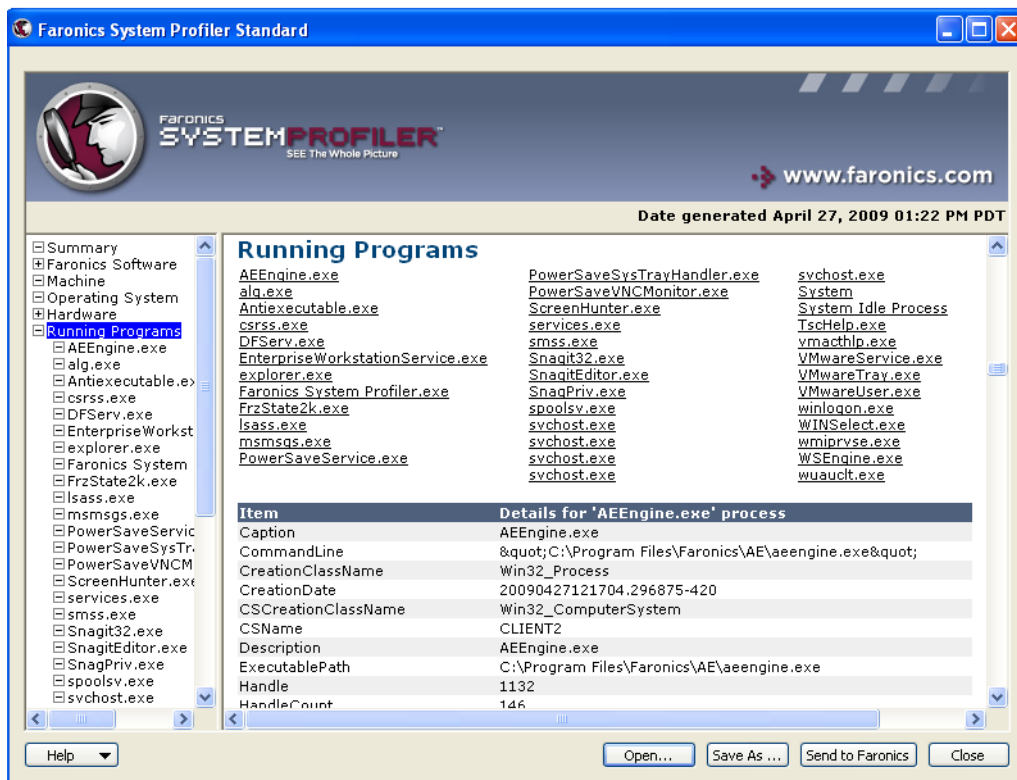 Faronics System Profiler Standard
FARONICS
SYSTEMPROFILER™
SEE The Whole Picture
www.faronics.com
Date generated April 27, 2009 01:22 PM PDT
Summary
Faronics Software
Machine
Operating System
Hardware
Running Programs
AEEngine.exe
alg.exe
Antiexecutable.ex
csrss.exe
DFServ.exe
EnterpriseWorkst
explorer.exe
Faronics System
FrzState2k.exe
lsass.exe
msmsgs.exe
PowerSaveServic
PowerSaveSysTr
PowerSaveVNCM
ScreenHunter.exe
services.exe
smss.exe
Snagit32.exe
SnagitEditor.exe
SnagPriv.exe
spoolsv.exe
svchost.exe
Running Programs
AEEngine.exe
alg.exe
Antiexecutable.exe
csrss.exe
DFServ.exe
EnterpriseWorkstationService.exe
explorer.exe
Faronics System Profiler.exe
FrzState2k.exe
lsass.exe
msmsgs.exe
PowerSaveService.exe
PowerSaveSysTrayHandler.exe
PowerSaveVNCMonitor.exe
ScreenHunter.exe
services.exe
smss.exe
Snagit32.exe
SnagitEditor.exe
SnagPriv.exe
spoolsv.exe
svchost.exe
svchost.exe
svchost.exe
svchost.exe
svchost.exe
System
System Idle Process
TscHelp.exe
vmacthlp.exe
VMwareService.exe
VMwareTray.exe
VMwareUser.exe
winlogon.exe
WINSelect.exe
wmiprvse.exe
WSEngine.exe
wuauclt.exe
Item Details for 'AEEngine.exe' process
Caption AEEngine.exe
CommandLine &quot;C:\Program Files\Faronics\AE\aeengine.exe&quot;
CreationClassName Win32_Process
CreationDate 20090427121704.296875-420
CSCreationClassName Win32_ComputerSystem
CSName CLIENT2
Description AEEngine.exe
ExecutablePath C:\Program Files\Faronics\AE\aeengine.exe
Handle 1132
HandleCount 146
Help
Open...
Save As ...
Send to Faronics
Close